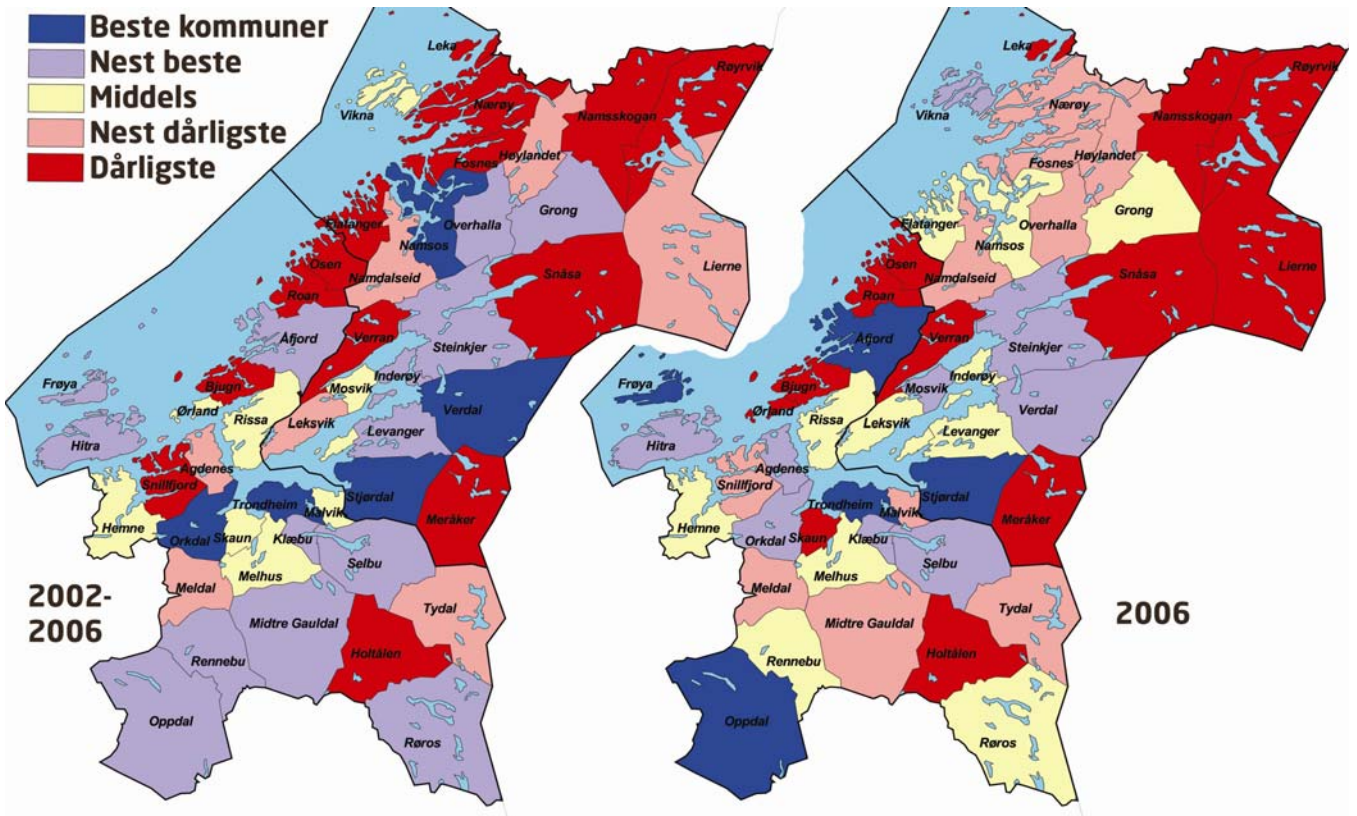 Beste kommuner
Nest beste
Middels
Nest dårligste
Dårligste
Leka
Røyrvik
Vikna
Nærøy
Namsskogan
Fosnes
Høylandet
Grong
Overhalla
Flatanger
Namsos
Lierne
Osen
Namdalseid
Snåsa
Roan
Åfjord
Verran
Steinkjer
Inderøy
Frøya
Bjugn
Mosvik
Verdal
Ørland
Rissa
Leksvik
Levanger
Hitra
Agdenes
Snillfjord
Stjørdal
Trondheim
Malvik
Meråker
Hemne
Orkdal
Skaun
Klæbu
Selbu
Melhus
Meldal
Tydal
2002-
2006
Midtre Gauldal
Holtålen
Rennebu
Oppdal
Røros
Leka
Røyrvik
Vikna
Nærøy
Namsskogan
Fosnes
Høylandet
Grong
Overhalla
Flatanger
Namsos
Lierne
Osen
Namdalseid
Snåsa
Roan
Åfjord
Verran
Steinkjer
Inderøy
Frøya
Bjugn
Mosvik
Verdal
Ørland
Rissa
Leksvik
Levanger
Hitra
Agdenes
Snillfjord
Stjørdal
Trondheim
Malvik
Meråker
Hemne
Orkdal
Skaun
Klæbu
Selbu
Melhus
Meldal
Tydal
2006
Midtre Gauldal
Holtålen
Rennebu
Oppdal
Røros